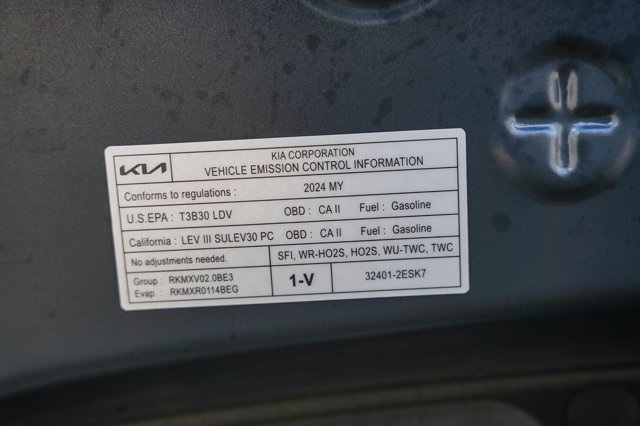 KIA
KIA CORPORATION
VEHICLE EMISSION CONTROL INFORMATION
Conforms to regulations : 2024 MY
U.S.EPA : T3B30 LDV OBD : CA II Fuel : Gasoline
California : LEV III SULEV30 PC OBD : CA II Fuel : Gasoline
No adjustments needed. SFI, WR-HO2S, HO2S, WU-TWC, TWC
Group : RKMXV02.0BE3
Evap. : RKMXR0114BEG
1-V
32401-2ESK7